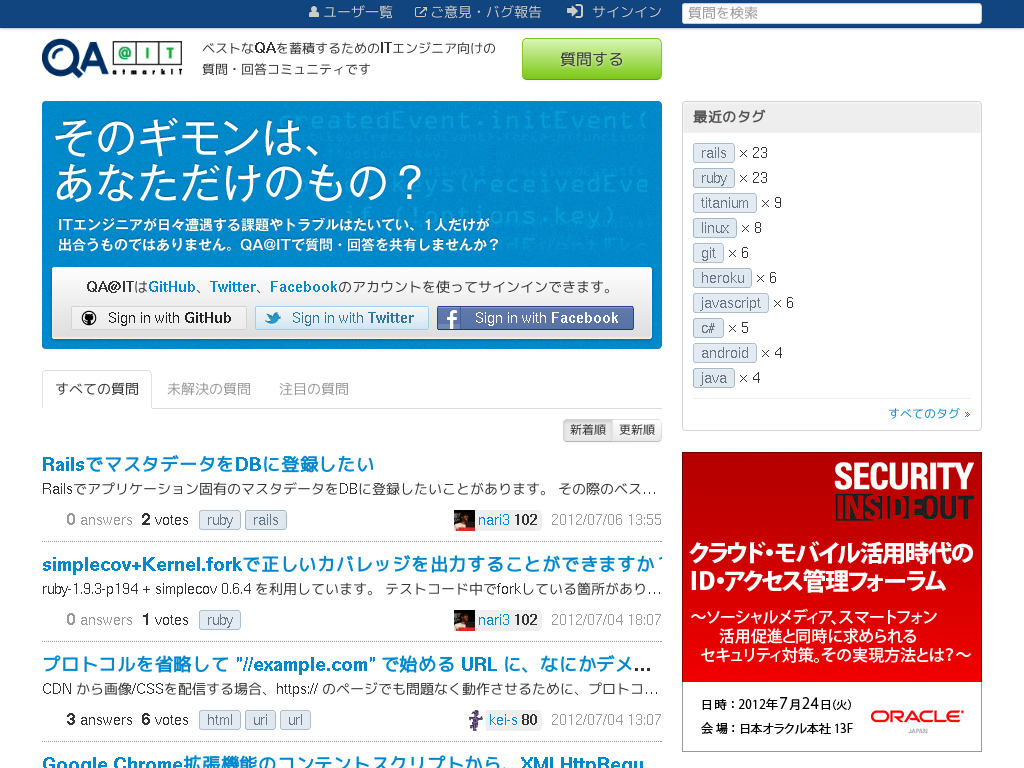 ユーザー一覧 ご意見・バグ報告 サインイン 質問を検索
QA @IT atmarkIT
ベストなQAを蓄積するためのITエンジニア向けの
質問・回答コミュニティです
質問する
そのギモンは、
あなただけのもの？
ITエンジニアが日々遭遇する課題やトラブルはたいてい、1人だけが
出合うものではありません。QA@ITで質問・回答を共有しませんか？
QA@ITはGitHub、Twitter、Facebookのアカウントを使ってサインインできます。
Sign in with GitHub Sign in with Twitter Sign in with Facebook
すべての質問 未解決の質問 注目の質問
新着順 更新順
RailsでマスタデータをDBに登録したい
Railsでアプリケーション固有のマスタデータをDBに登録したいことがあります。 その際のベス…
0 answers 2 votes ruby rails nari3 102 2012/07/06 13:55
simplecov+Kernel.forkで正しいカバレッジを出力することができますか
ruby-1.9.3-p194 + simplecov 0.6.4 を利用しています。 テストコード中でforkしている箇所があり…
0 answers 1 votes ruby nari3 102 2012/07/04 18:07
プロトコルを省略して "//example.com" で始める URL に、なにかデメ…
CDN から画像/CSSを配信する場合、https:// のページでも問題なく動作させるために、プロトコ…
3 answers 6 votes html uri url kei-s 80 2012/07/04 13:07
Google Chrome拡張機能のコンテントスクリプトから、XMLHttpRequ
最近のタグ
rails × 23
ruby × 23
titanium × 9
linux × 8
git × 6
heroku × 6
javascript × 6
c# × 5
android × 4
java × 4
すべてのタグ »
SECURITY
INSIDE OUT
クラウド・モバイル活用時代の
ID・アクセス管理フォーラム
～ソーシャルメディア、スマートフォン
活用促進と同時に求められる
セキュリティ対策。その実現方法とは？～
日時：2012年7月24日(火)
会場：日本オラクル本社 13F
ORACLE
JAPAN